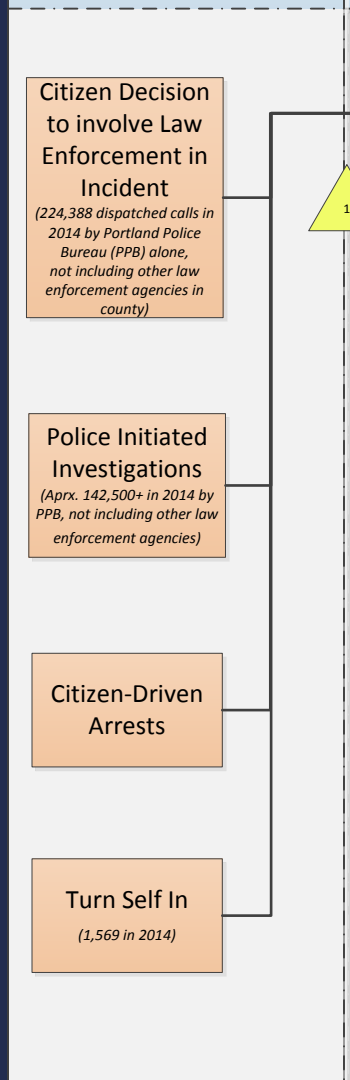 Citizen Decision
to involve Law
Enforcement in
Incident
(224,388 dispatched calls in
2014 by Portland Police
Bureau (PPB) alone,
not including other law
enforcement agencies in
county)
1
Police Initiated
Investigations
(Aprx. 142,500+ in 2014 by
PPB, not including other law
enforcement agencies)
Citizen-Driven
Arrests
Turn Self In
(1,569 in 2014)